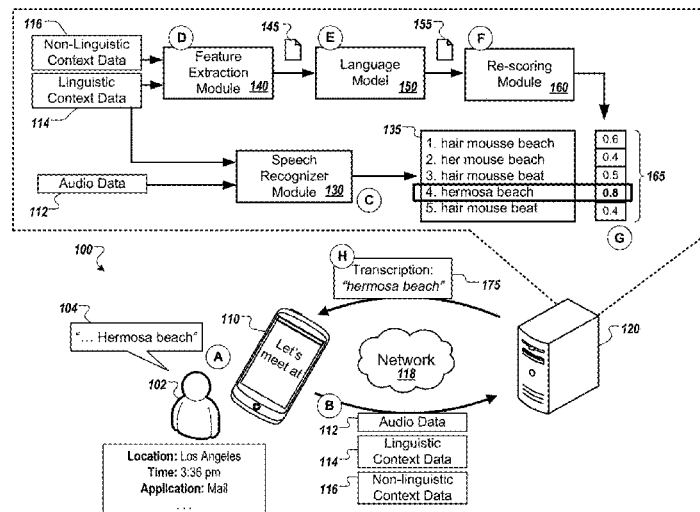 116
Non-Linguistic
Context Data
Linguistic
Context Data
114
D
Feature
Extraction
Module 140
145
E
Language
Model
150
155
F
Re-scoring
Module
160
Audio Data
112
Speech
Recognizer
Module 130
C
135
1. hair mousse beach
2. her mouse beach
3. hair mousse beat
4. hermosa beach
5. hair mouse beat
0.6
0.4
0.5
0.8
0.4
165
G
100
H
Transcription:
"hermosa beach"
175
104
"... Hermosa beach"
A
102
110
Let's
meet at
Network
118
120
B
112
Audio Data
114
Linguistic
Context Data
116
Non-linguistic
Context Data
Location: Los Angeles
Time: 3:36 pm
Application: Mail
...